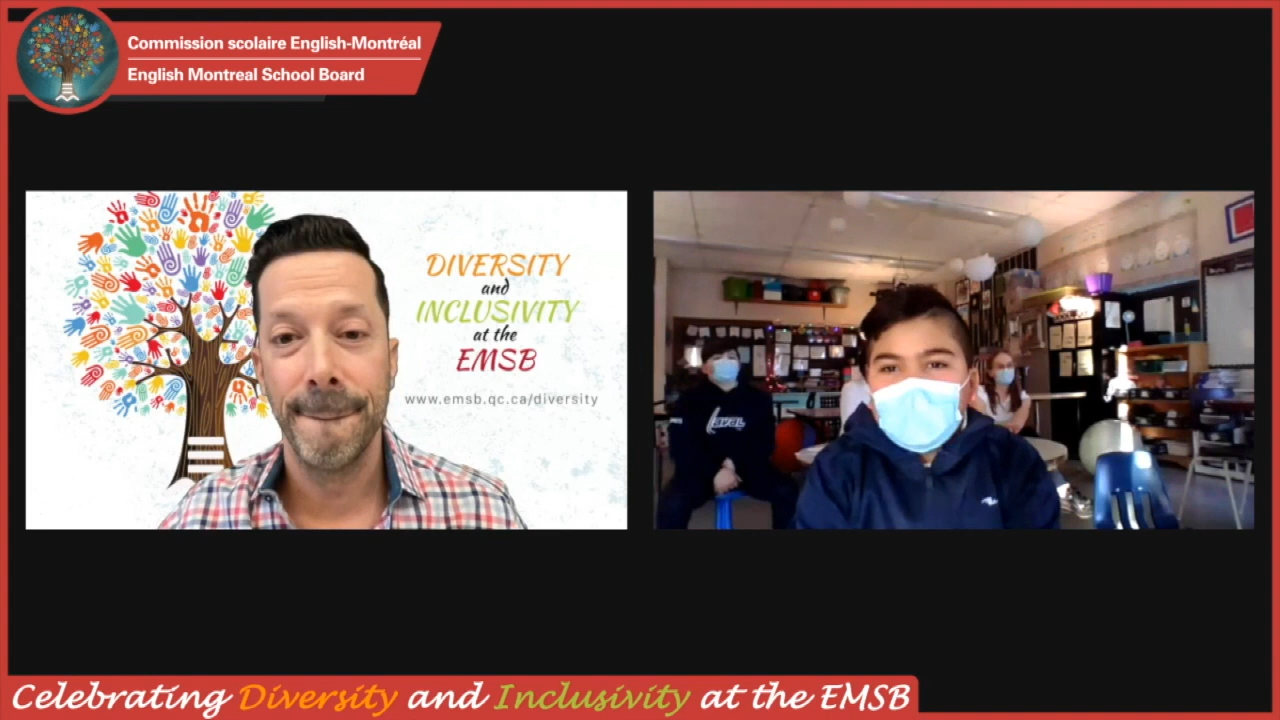 Commission scolaire English-Montréal
English Montreal School Board
DIVERSITY
and
INCLUSIVITY
at the
EMSB
www.emsb.qc.ca/diversity
Laval
Celebrating Diversity and Inclusivity at the EMSB